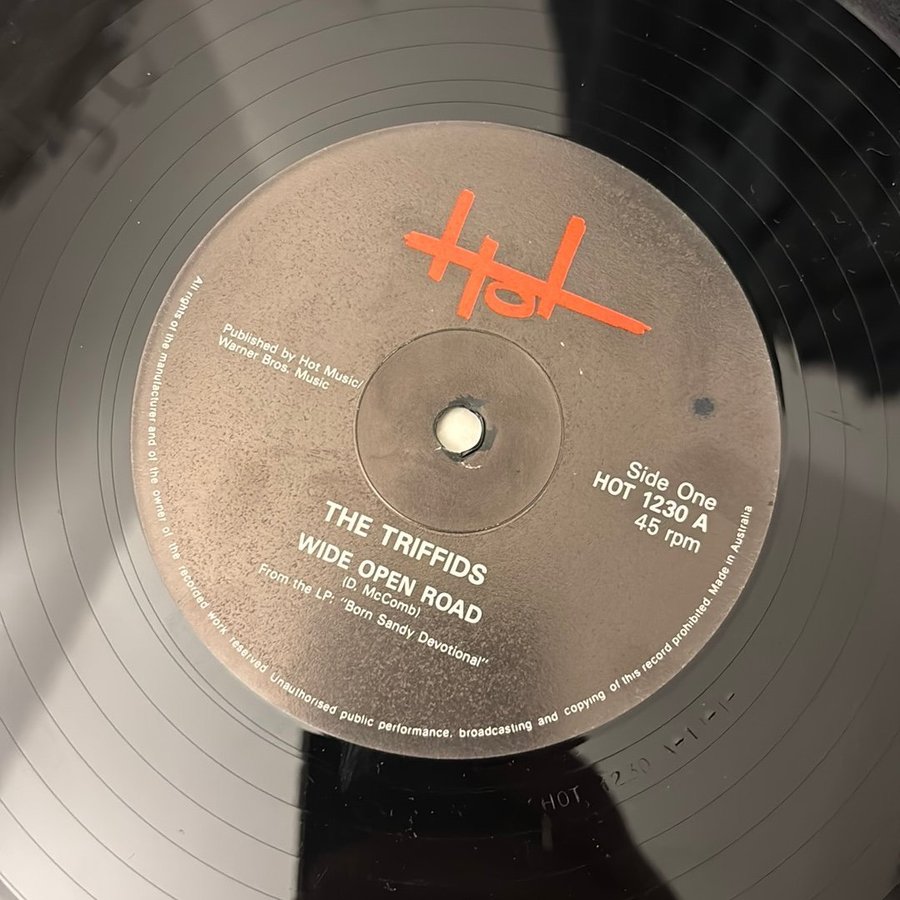 Hot
Published by Hot Music/
Warner Bros. Music
Side One
HOT 1230 A
45 rpm
THE TRIFFIDS
WIDE OPEN ROAD
(D. McComb)
From the LP: "Born Sandy Devotional"
All rights of the manufacturer and of the owner of the recorded work reserved Unauthorised public performance, broadcasting and copying of this record prohibited. Made in Australia
HOT 1230